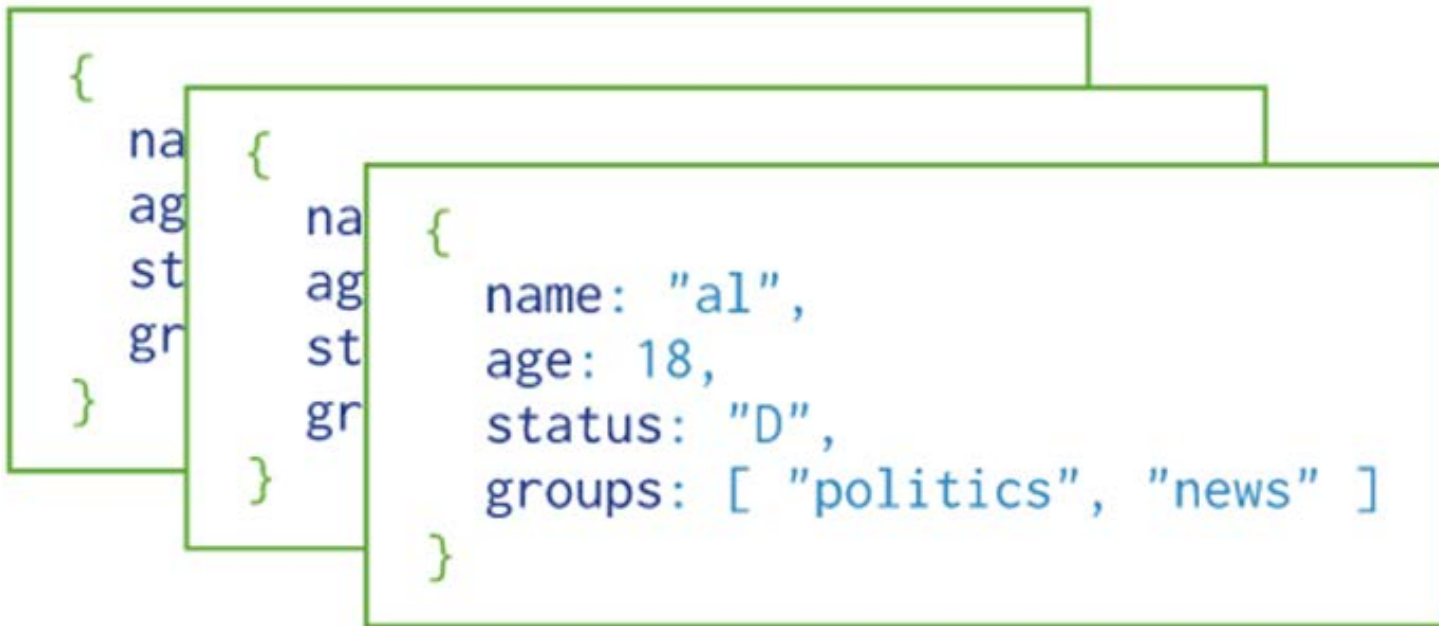 {
na
ag
st
gr
}
{
na
ag
st
gr
}
{
name: "al",
age: 18,
status: "D",
groups: [ "politics", "news" ]
}